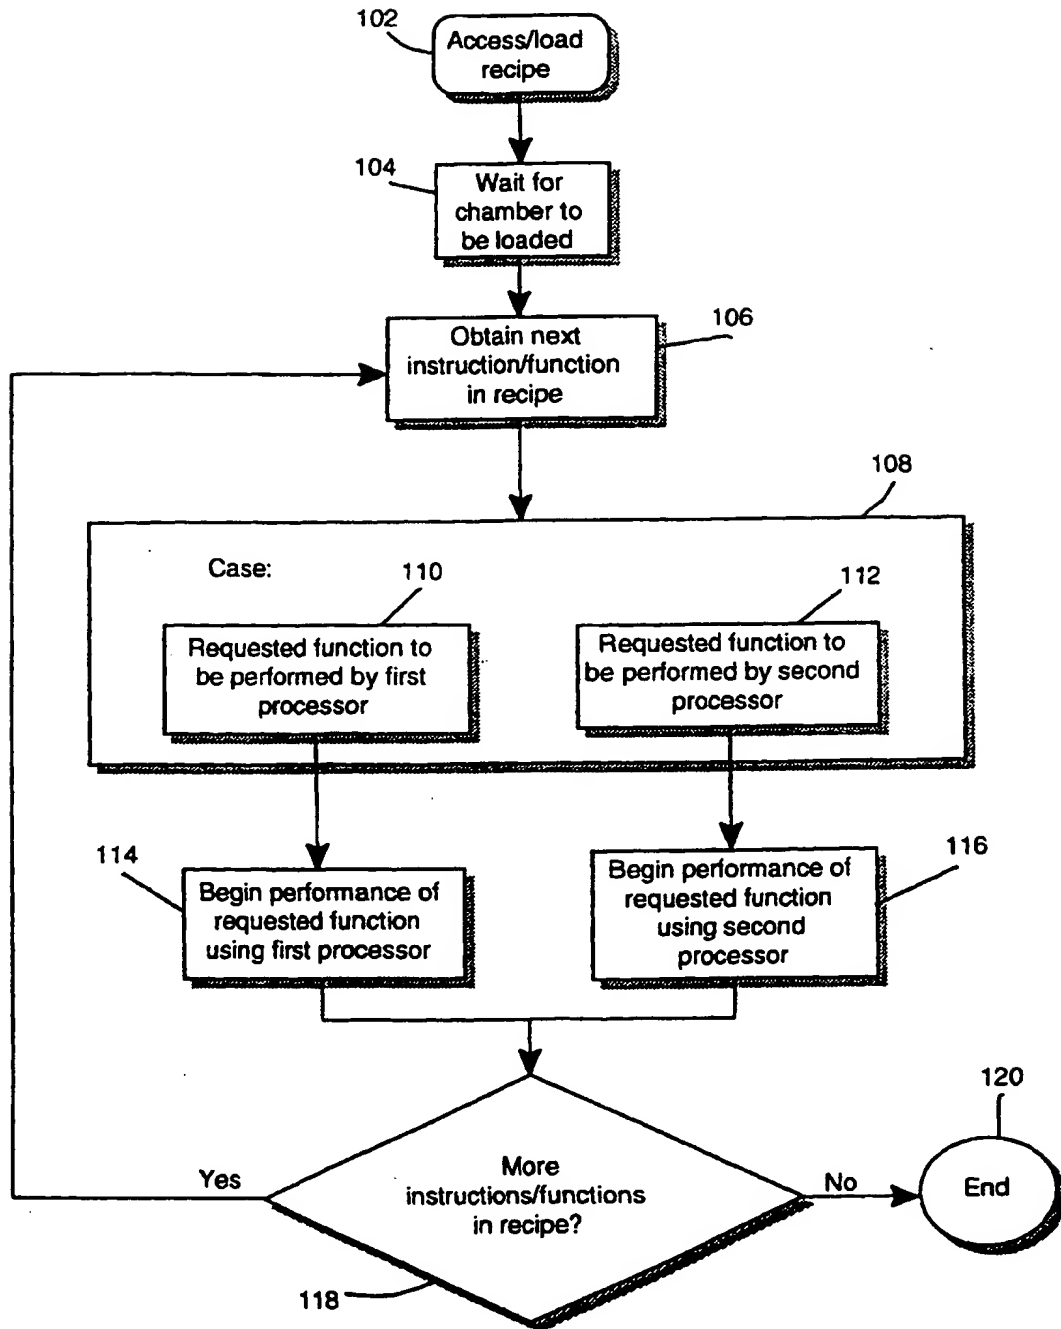 102
Access/load
recipe
104
Wait for
chamber to
be loaded
106
Obtain next
instruction/function
in recipe
108
Case:
110
112
Requested function to
be performed by first
processor
Requested function to
be performed by second
processor
114
Begin performance of
requested function
using first processor
116
Begin performance of
requested function
using second
processor
Yes
More
instructions/functions
in recipe?
No
120
End
118